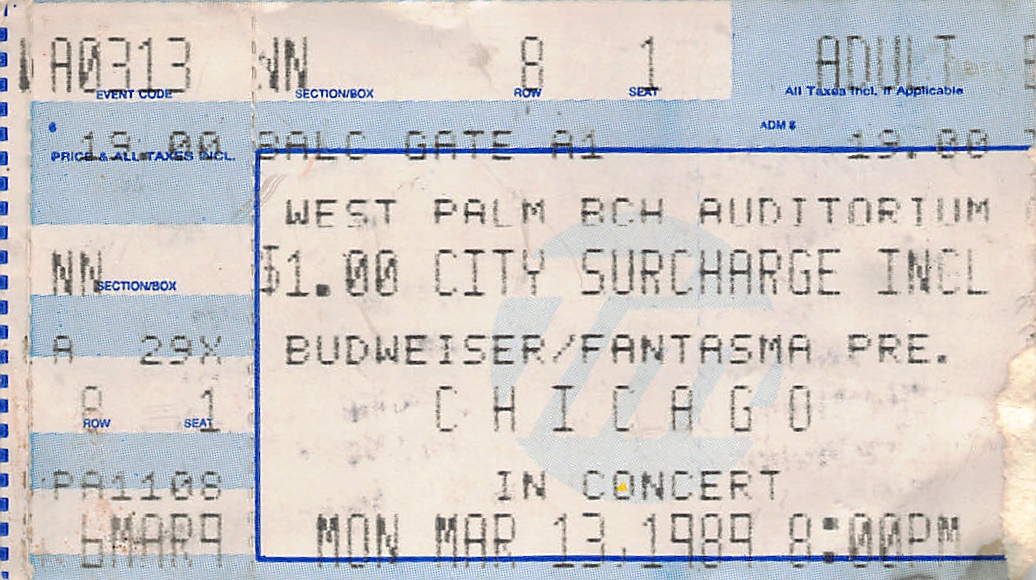 A0313 NN 8 1 ADULT
EVENT CODE SECTION/BOX ROW SEAT All Taxes Incl. If Applicable
6 ADM $
19.00 BALC GATE A1 19.00
PRICE & ALL TAXES INCL.
WEST PALM BCH AUDITORIUM
NN SECTION/BOX
$1.00 CITY SURCHARGE INCL
A 29X
BUDWEISER/FANTASMA PRE.
8 1
ROW SEAT
C H I C A G O
PA1108
IN CONCERT
6MAR9
MON MAR 13,1989 8:00PM